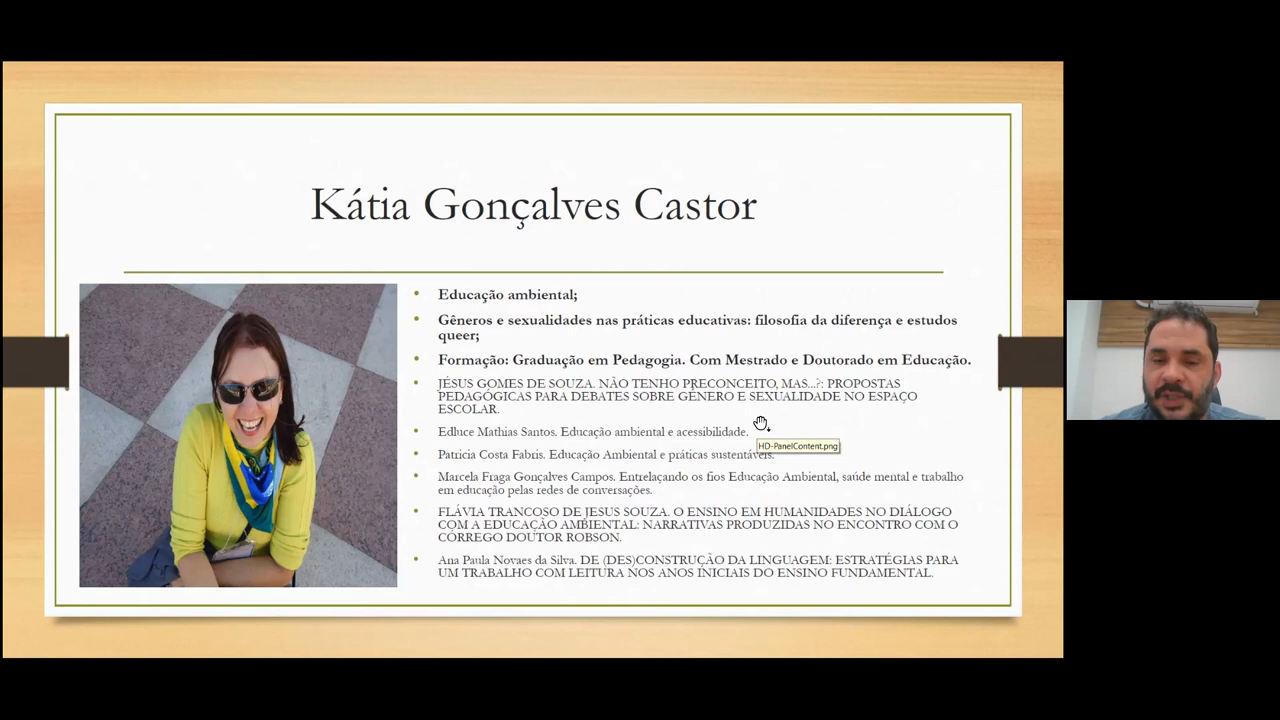 Kátia Gonçalves Castor
Educação ambiental;
Gêneros e sexualidades nas práticas educativas: filosofia da diferença e estudos
queer;
Formação: Graduação em Pedagogia. Com Mestrado e Doutorado em Educação.
JÉSUS GOMES DE SOUZA. NÃO TENHO PRECONCEITO, MAS...?: PROPOSTAS
PEDAGÓGICAS PARA DEBATES SOBRE GÊNERO E SEXUALIDADE NO ESPAÇO
ESCOLAR.
Edluce Mathias Santos. Educação ambiental e acessibilidade.
HD-PanelContent.png
Patricia Costa Fabris. Educação Ambiental e práticas sustentáveis.
Marcela Fraga Gonçalves Campos. Entrelaçando os fios Educação Ambiental, saúde mental e trabalho
em educação pelas redes de conversações.
FLÁVIA TRANCOSO DE JESUS SOUZA. O ENSINO EM HUMANIDADES NO DIÁLOGO
COM A EDUCAÇÃO AMBIENTAL: NARRATIVAS PRODUZIDAS NO ENCONTRO COM O
CÓRREGO DOUTOR ROBSON.
Ana Paula Novaes da Silva. DE (DES)CONSTRUÇÃO DA LINGUAGEM: ESTRATÉGIAS PARA
UM TRABALHO COM LEITURA NOS ANOS INICIAIS DO ENSINO FUNDAMENTAL.